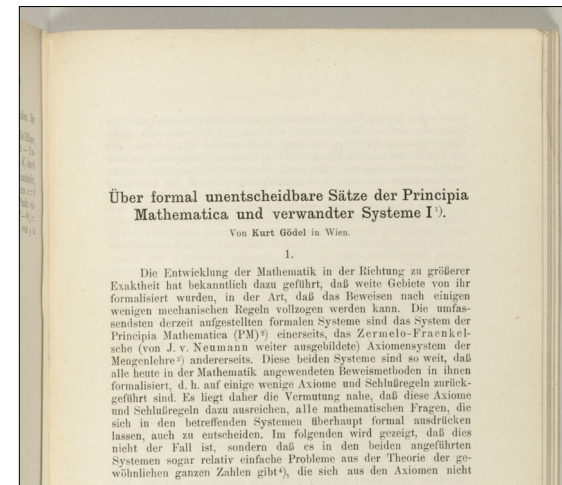 Über formal unentscheidbare Sätze der Principia
Mathematica und verwandter Systeme I¹).
Von Kurt Gödel in Wien.
1.
Die Entwicklung der Mathematik in der Richtung zu größerer
Exaktheit hat bekanntlich dazu geführt, daß weite Gebiete von ihr
formalisiert wurden, in der Art, daß das Beweisen nach einigen
wenigen mechanischen Regeln vollzogen werden kann. Die umfas-
sendsten derzeit aufgestellten formalen Systeme sind das System der
Principia Mathematica (PM)²) einerseits, das Zermelo-Fraenkel-
sche (von J. v. Neumann weiter ausgebildete) Axiomensystem der
Mengenlehre³) andererseits. Diese beiden Systeme sind so weit, daß
alle heute in der Mathematik angewendeten Beweismethoden in ihnen
formalisiert, d. h. auf einige wenige Axiome und Schlußregeln zurück-
geführt sind. Es liegt daher die Vermutung nahe, daß diese Axiome
und Schlußregeln dazu ausreichen, alle mathematischen Fragen, die
sich in den betreffenden Systemen überhaupt formal ausdrücken
lassen, auch zu entscheiden. Im folgenden wird gezeigt, daß dies
nicht der Fall ist, sondern daß es in den beiden angeführten
Systemen sogar relativ einfache Probleme aus der Theorie der ge-
wöhnlichen ganzen Zahlen gibt⁴), die sich aus den Axiomen nicht